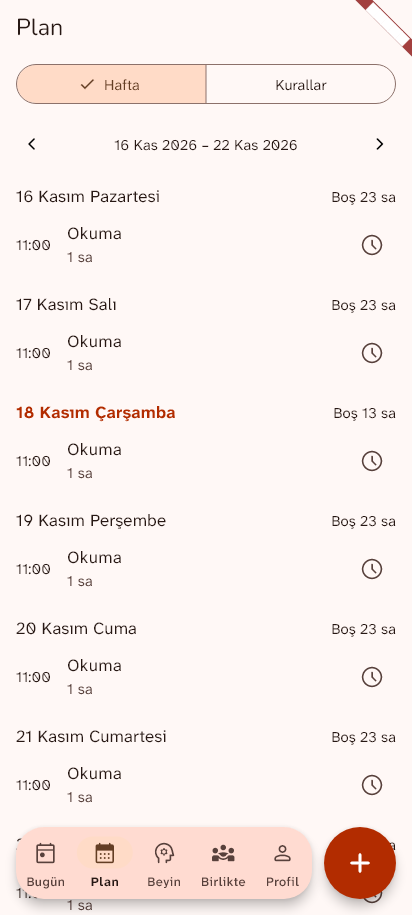 Plan
Hafta
Kurallar
16 Kas 2026 – 22 Kas 2026
16 Kasım Pazartesi
Boş 23 sa
11:00
Okuma
1 sa
17 Kasım Salı
Boş 23 sa
11:00
Okuma
1 sa
18 Kasım Çarşamba
Boş 13 sa
11:00
Okuma
1 sa
19 Kasım Perşembe
Boş 23 sa
11:00
Okuma
1 sa
20 Kasım Cuma
Boş 23 sa
11:00
Okuma
1 sa
21 Kasım Cumartesi
Boş 23 sa
11:00
Okuma
1 sa
Bugün
Plan
Beyin
Birlikte
Profil
1 sa